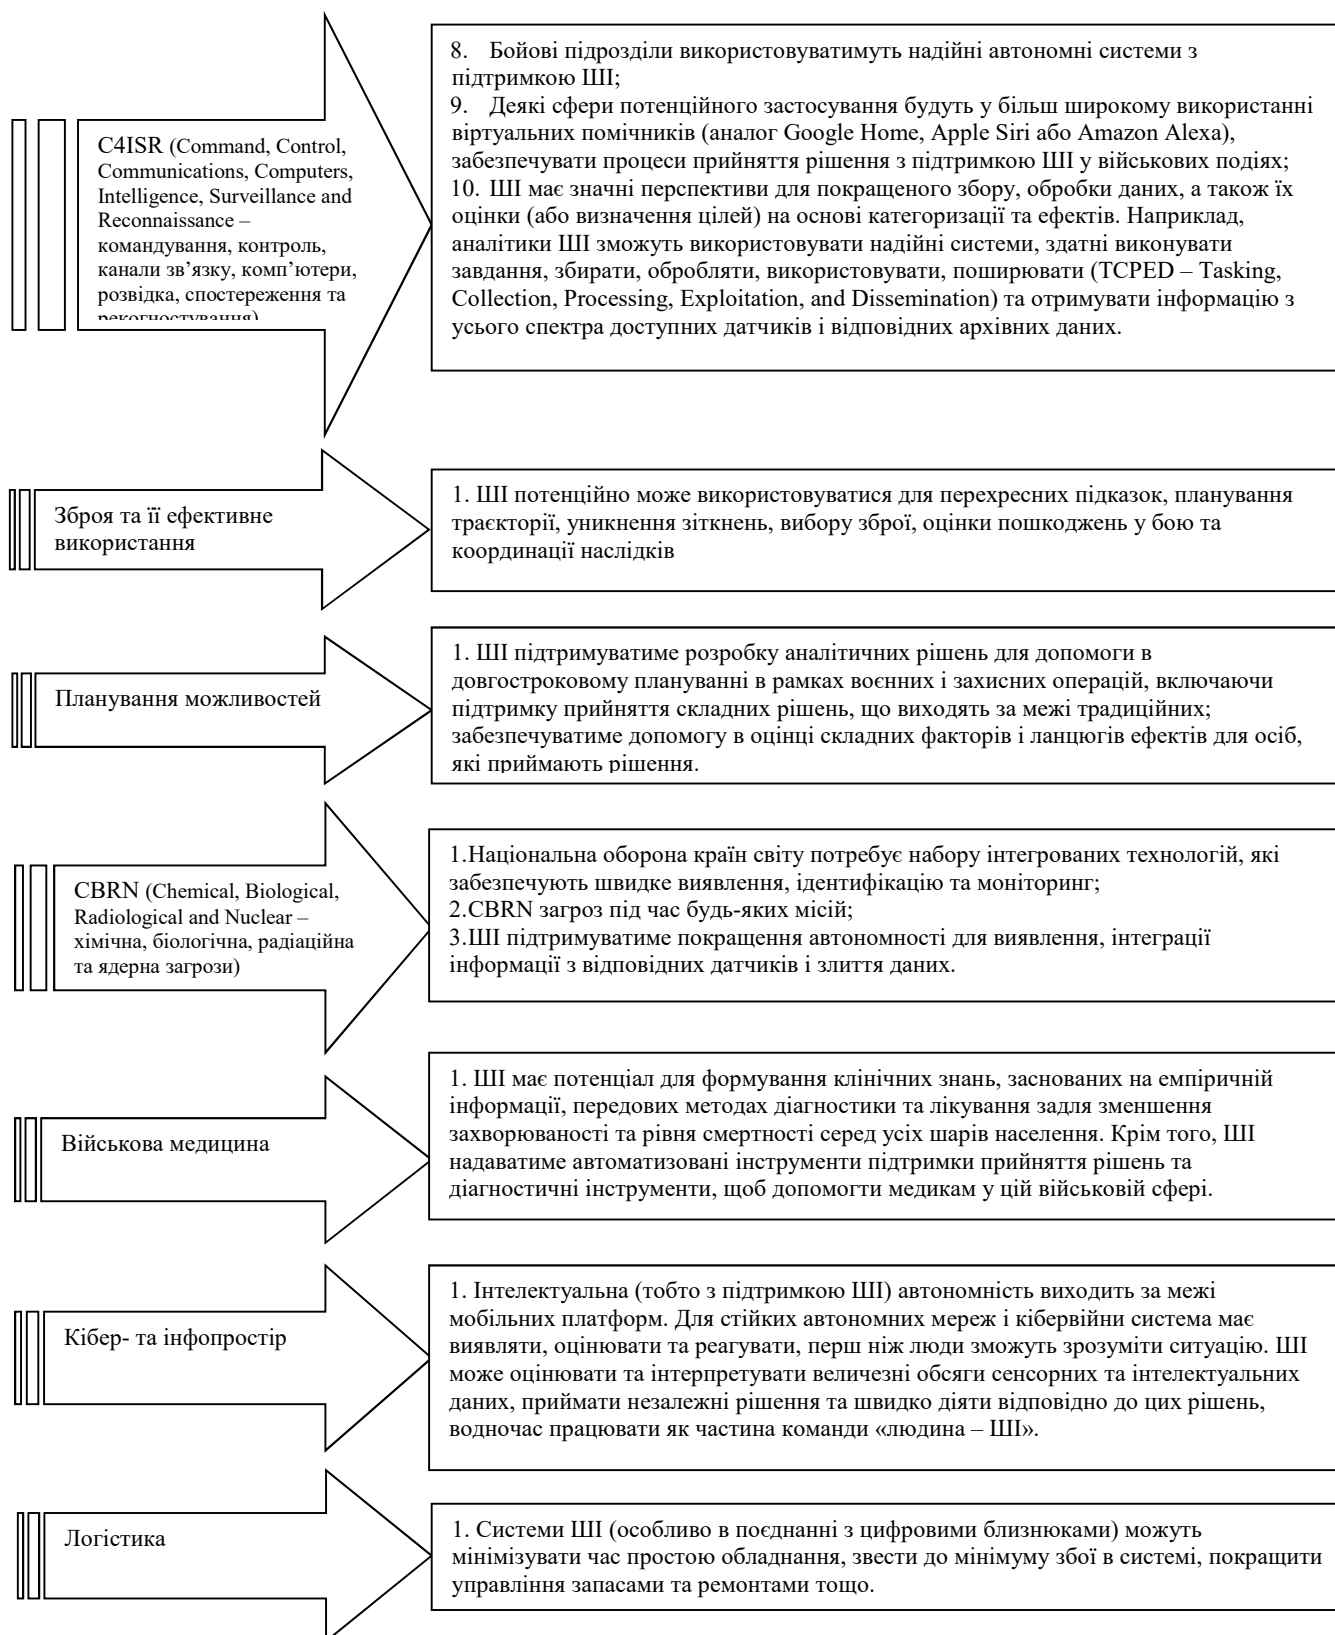 C4ISR (Command, Control,
Communications, Computers,
Intelligence, Surveillance and
Reconnaissance –
командування, контроль,
канали зв’язку, комп’ютери,
розвідка, спостереження та
рекогностування)
8. Бойові підрозділи використовуватимуть надійні автономні системи з
підтримкою ШІ;
9. Деякі сфери потенційного застосування будуть у більш широкому використанні
віртуальних помічників (аналог Google Home, Apple Siri або Amazon Alexa),
забезпечувати процеси прийняття рішення з підтримкою ШІ у військових подіях;
10. ШІ має значні перспективи для покращеного збору, обробки даних, а також їх
оцінки (або визначення цілей) на основі категоризації та ефектів. Наприклад,
аналітики ШІ зможуть використовувати надійні системи, здатні виконувати
завдання, збирати, обробляти, використовувати, поширювати (TCPED – Tasking,
Collection, Processing, Exploitation, and Dissemination) та отримувати інформацію з
усього спектра доступних датчиків і відповідних архівних даних.
Зброя та її ефективне
використання
1. ШІ потенційно може використовуватися для перехресних підказок, планування
траєкторії, уникнення зіткнень, вибору зброї, оцінки пошкоджень у бою та
координації наслідків
Планування можливостей
1. ШІ підтримуватиме розробку аналітичних рішень для допомоги в
довгостроковому плануванні в рамках воєнних і захисних операцій, включаючи
підтримку прийняття складних рішень, що виходять за межі традиційних;
забезпечуватиме допомогу в оцінці складних факторів і ланцюгів ефектів для осіб,
які приймають рішення.
CBRN (Chemical, Biological,
Radiological and Nuclear –
хімічна, біологічна, радіаційна
та ядерна загрози)
1.Національна оборона країн світу потребує набору інтегрованих технологій, які
забезпечують швидке виявлення, ідентифікацію та моніторинг;
2.CBRN загроз під час будь-яких місій;
3.ШІ підтримуватиме покращення автономності для виявлення, інтеграції
інформації з відповідних датчиків і злиття даних.
Військова медицина
1. ШІ має потенціал для формування клінічних знань, заснованих на емпіричній
інформації, передових методах діагностики та лікування задля зменшення
захворюваності та рівня смертності серед усіх шарів населення. Крім того, ШІ
надаватиме автоматизовані інструменти підтримки прийняття рішень та
діагностичні інструменти, щоб допомогти медикам у цій військовій сфері.
Кібер- та інфопростір
1. Інтелектуальна (тобто з підтримкою ШІ) автономність виходить за межі
мобільних платформ. Для стійких автономних мереж і кібервійни система має
виявляти, оцінювати та реагувати, перш ніж люди зможуть зрозуміти ситуацію. ШІ
може оцінювати та інтерпретувати величезні обсяги сенсорних та інтелектуальних
даних, приймати незалежні рішення та швидко діяти відповідно до цих рішень,
водночас працювати як частина команди «людина – ШІ».
Логістика
1. Системи ШІ (особливо в поєднанні з цифровими близнюками) можуть
мінімізувати час простою обладнання, звести до мінімуму збої в системі, покращити
управління запасами та ремонтами тощо.